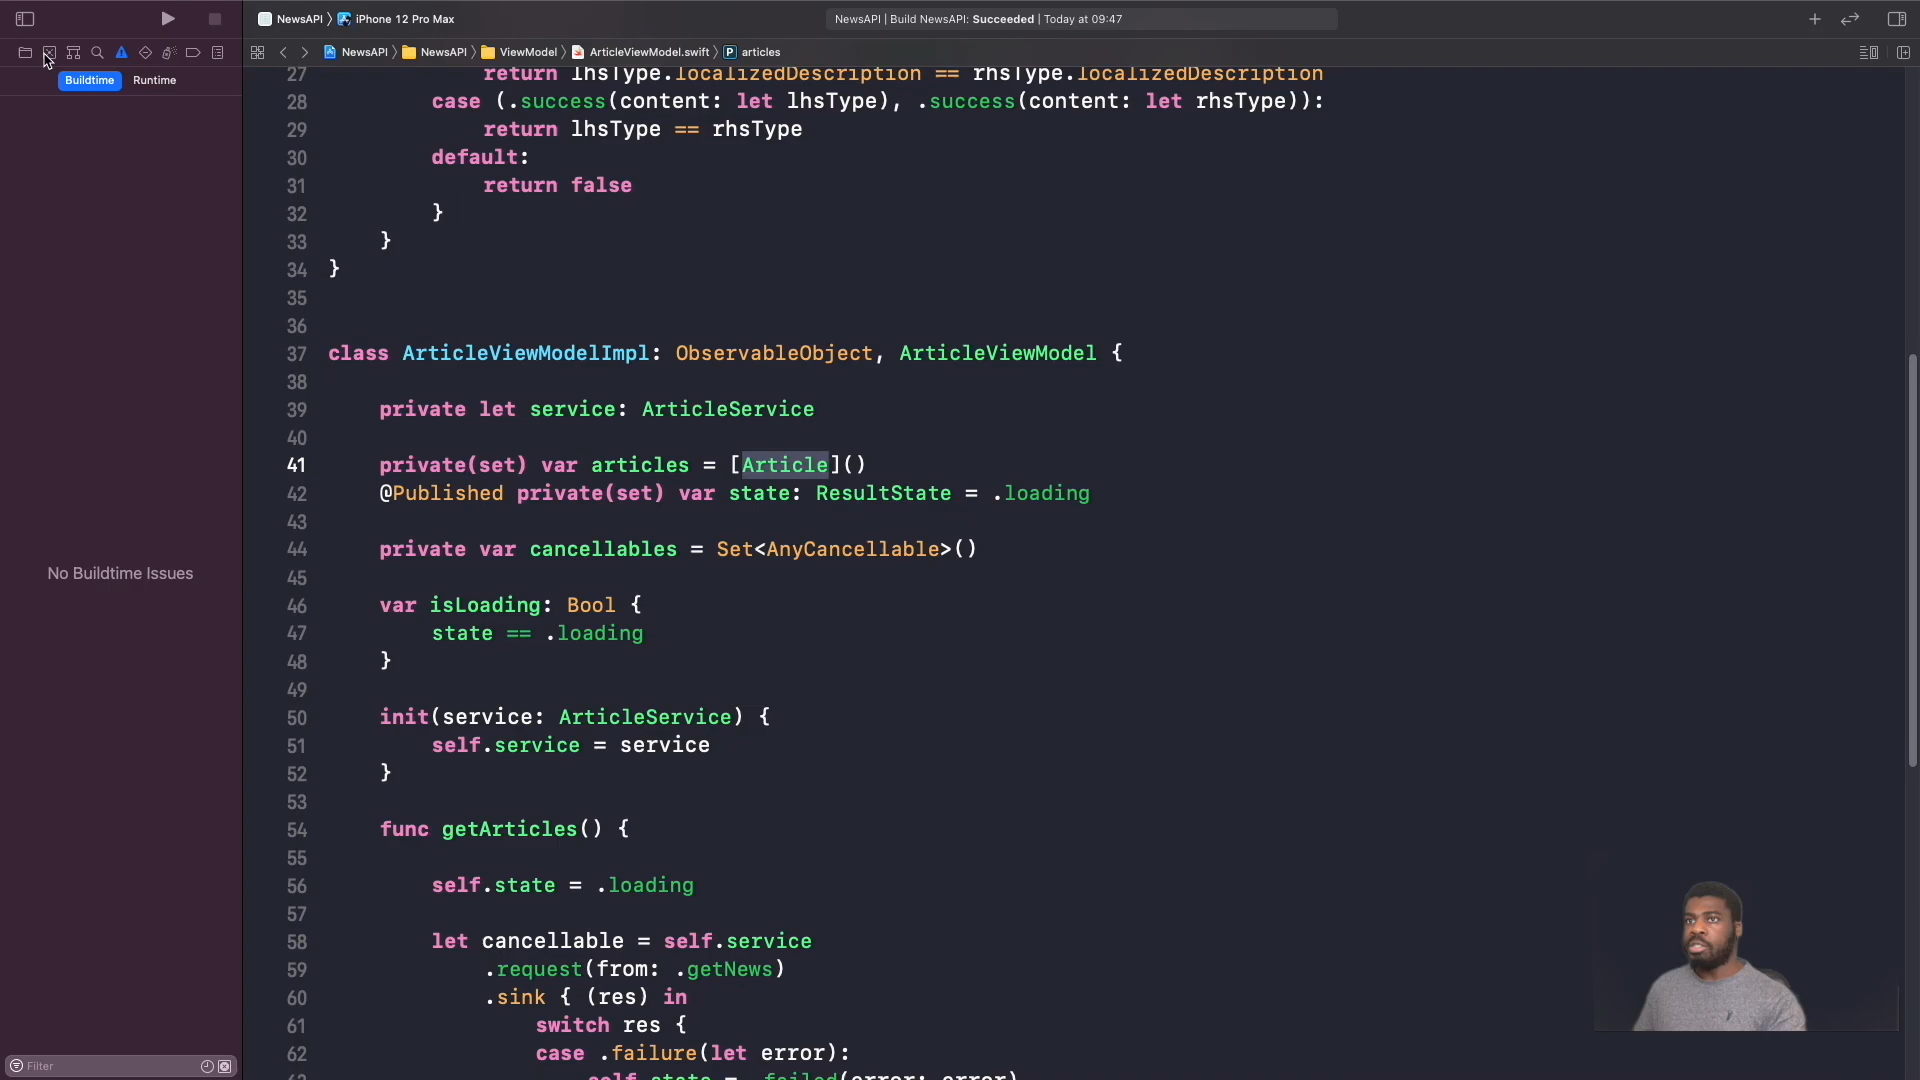 NewsAPI
iPhone 12 Pro Max
NewsAPI | Build NewsAPI: Succeeded | Today at 09:47
NewsAPI
NewsAPI
ViewModel
ArticleViewModel.swift
P articles
Buildtime
Runtime
27 return lhsType.localizedDescription == rhsType.localizedDescription
28 case (.success(content: let lhsType), .success(content: let rhsType)):
29 return lhsType == rhsType
30 default:
31 return false
32 }
33 }
34 }
35
36
37 class ArticleViewModelImpl: ObservableObject, ArticleViewModel {
38
39 private let service: ArticleService
40
41 private(set) var articles = [Article]()
42 @Published private(set) var state: ResultState = .loading
43
44 private var cancellables = Set<AnyCancellable>()
45
46 var isLoading: Bool {
47 state == .loading
48 }
49
50 init(service: ArticleService) {
51 self.service = service
52 }
53
54 func getArticles() {
55
56 self.state = .loading
57
58 let cancellable = self.service
59 .request(from: .getNews)
60 .sink { (res) in
61 switch res {
62 case .failure(let error):
63 self.state = .failed(error: error)
No Buildtime Issues
Filter